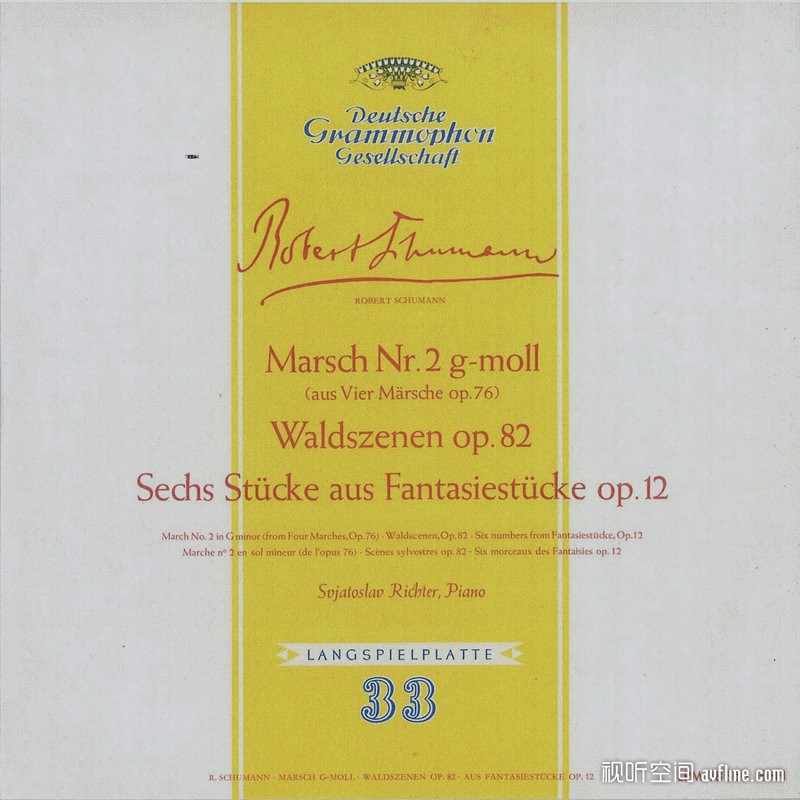 Deutsche
Grammophon
Gesellschaft
Robert Schumann
ROBERT SCHUMANN
Marsch Nr. 2 g-moll
(aus Vier Märsche op. 76)
Waldszenen op. 82
Sechs Stücke aus Fantasiestücke op. 12
March No. 2 in G minor (from Four Marches, Op. 76) · Waldscenen, Op. 82 · Six numbers from Fantasiestücke, Op. 12
Marche nº 2 en sol mineur (de l'opus 76) · Scènes sylvestres op. 82 · Six morceaux des Fantaisies op. 12
Svjatoslav Richter, Piano
LANGSPIELPLATTE
33
R. SCHUMANN · MARSCH G-MOLL · WALDSZENEN OP. 82 · AUS FANTASIESTÜCKE OP. 12
视听空间 avfline.com